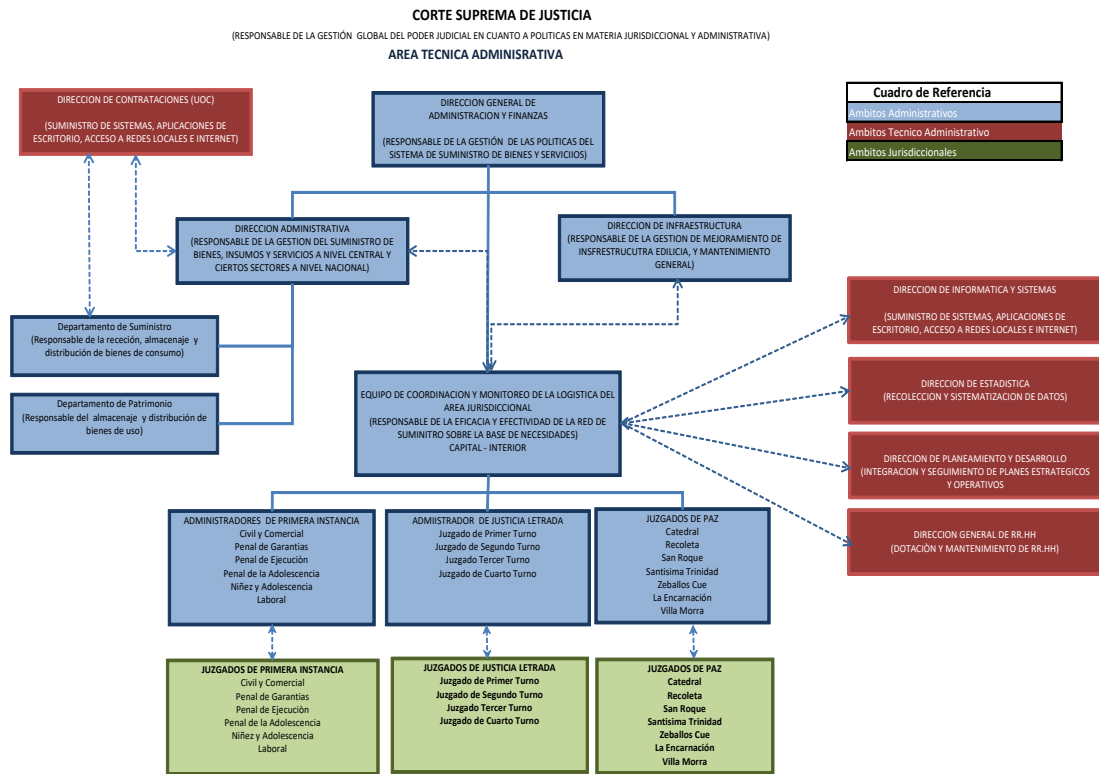 CORTE SUPREMA DE JUSTICIA
(RESPONSABLE DE LA GESTIÓN GLOBAL DEL PODER JUDICIAL EN CUANTO A POLITICAS EN MATERIA JURISDICCIONAL Y ADMINISTRATIVA)
AREA TECNICA ADMINISRATIVA
DIRECCION DE CONTRATACIONES (UOC)
(SUMINISTRO DE SISTEMAS, APLICACIONES DE
ESCRITORIO, ACCESO A REDES LOCALES E INTERNET)
DIRECCION GENERAL DE
ADMINISTRACION Y FINANZAS
(RESPONSABLE DE LA GESTIÓN DE LAS POLITICAS DEL
SISTEMA DE SUMINISTRO DE BIENES Y SERVICIIOS)
Cuadro de Referencia
Ambitos Administrativos
Ambitos Tecnico Administrativo
Ambitos Jurisdiccionales
DIRECCION ADMINISTRATIVA
(RESPONSABLE DE LA GESTION DEL SUMINISTRO DE
BIENES, INSUMOS Y SERVICIOS A NIVEL CENTRAL Y
CIERTOS SECTORES A NIVEL NACIONAL)
DIRECCION DE INFRAESTRUCTURA
(RESPONSABLE DE LA GESTION DE MEJORAMIENTO DE
INSFRESTRUCUTRA EDILICIA, Y MANTENIMIENTO
GENERAL)
Departamento de Suministro
(Responsable de la receción, almacenaje y
distribución de bienes de consumo)
Departamento de Patrimonio
(Responsable del almacenaje y distribución de
bienes de uso)
EQUIPO DE COORDINACION Y MONITOREO DE LA LOGISTICA DEL
AREA JURISDICCIONAL
(RESPONSABLE DE LA EFICACIA Y EFECTIVIDAD DE LA RED DE
SUMINITRO SOBRE LA BASE DE NECESIDADES)
CAPITAL - INTERIOR
DIRECCION DE INFORMATICA Y SISTEMAS
(SUMINISTRO DE SISTEMAS, APLICACIONES DE
ESCRITORIO, ACCESO A REDES LOCALES E INTERNET)
DIRECCION DE ESTADISTICA
(RECOLECCION Y SISTEMATIZACION DE DATOS)
DIRECCION DE PLANEAMIENTO Y DESARROLLO
(INTEGRACION Y SEGUIMIENTO DE PLANES ESTRATEGICOS
Y OPERATIVOS
DIRECCION GENERAL DE RR.HH
(DOTACIÒN Y MANTENIMIENTO DE RR.HH)
ADMINISTRADORES DE PRIMERA INSTANCIA
Civil y Comercial
Penal de Garantias
Penal de Ejecuciòn
Penal de la Adolescencia
Niñez y Adolescencia
Laboral
ADMIISTRADOR DE JUSTICIA LETRADA
Juzgado de Primer Turno
Juzgado de Segundo Turno
Juzgado Tercer Turno
Juzgado de Cuarto Turno
JUZGADOS DE PAZ
Catedral
Recoleta
San Roque
Santisima Trinidad
Zeballos Cue
La Encarnación
Villa Morra
JUZGADOS DE PRIMERA INSTANCIA
Civil y Comercial
Penal de Garantias
Penal de Ejecuciòn
Penal de la Adolescencia
Niñez y Adolescencia
Laboral
JUZGADOS DE JUSTICIA LETRADA
Juzgado de Primer Turno
Juzgado de Segundo Turno
Juzgado Tercer Turno
Juzgado de Cuarto Turno
JUZGADOS DE PAZ
Catedral
Recoleta
San Roque
Santisima Trinidad
Zeballos Cue
La Encarnación
Villa Morra